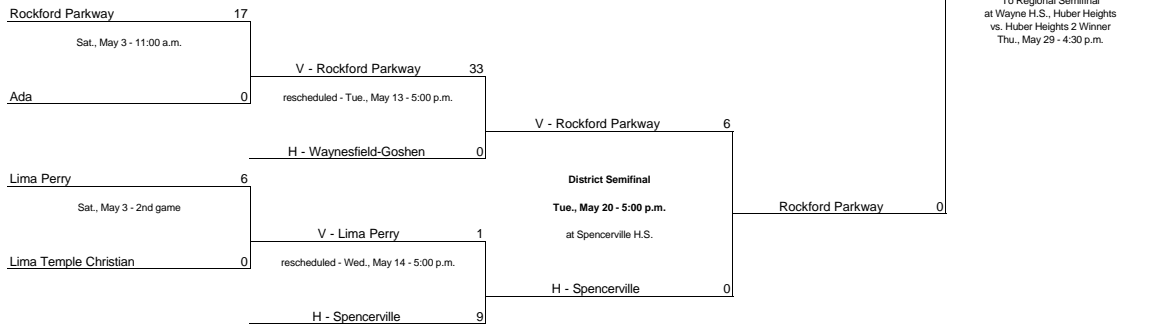 To Regional Semifinal
at Wayne H.S., Huber Heights
vs. Huber Heights 2 Winner
Thu., May 29 - 4:30 p.m.
Rockford Parkway 17
Sat., May 3 - 11:00 a.m.
V - Rockford Parkway 33
Ada 0
rescheduled - Tue., May 13 - 5:00 p.m.
V - Rockford Parkway 6
H - Waynesfield-Goshen 0
Lima Perry 6
District Semifinal
Sat., May 3 - 2nd game
Tue., May 20 - 5:00 p.m.
Rockford Parkway 0
V - Lima Perry 1
at Spencerville H.S.
Lima Temple Christian 0
rescheduled - Wed., May 14 - 5:00 p.m.
H - Spencerville 0
H - Spencerville 9